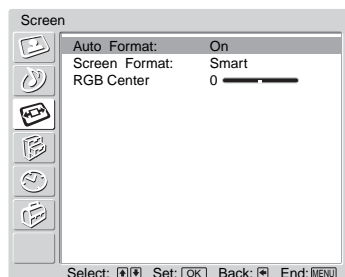 Screen
Auto Format: On
Screen Format: Smart
RGB Center 0
Select: Set: OK Back: End: MENU